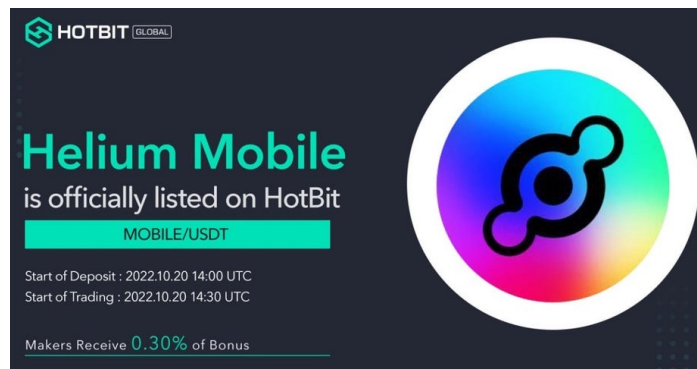 HOTBIT GLOBAL
Helium Mobile
is officially listed on HotBit
MOBILE/USDT
Start of Deposit : 2022.10.20 14:00 UTC
Start of Trading : 2022.10.20 14:30 UTC
Makers Receive 0.30% of Bonus